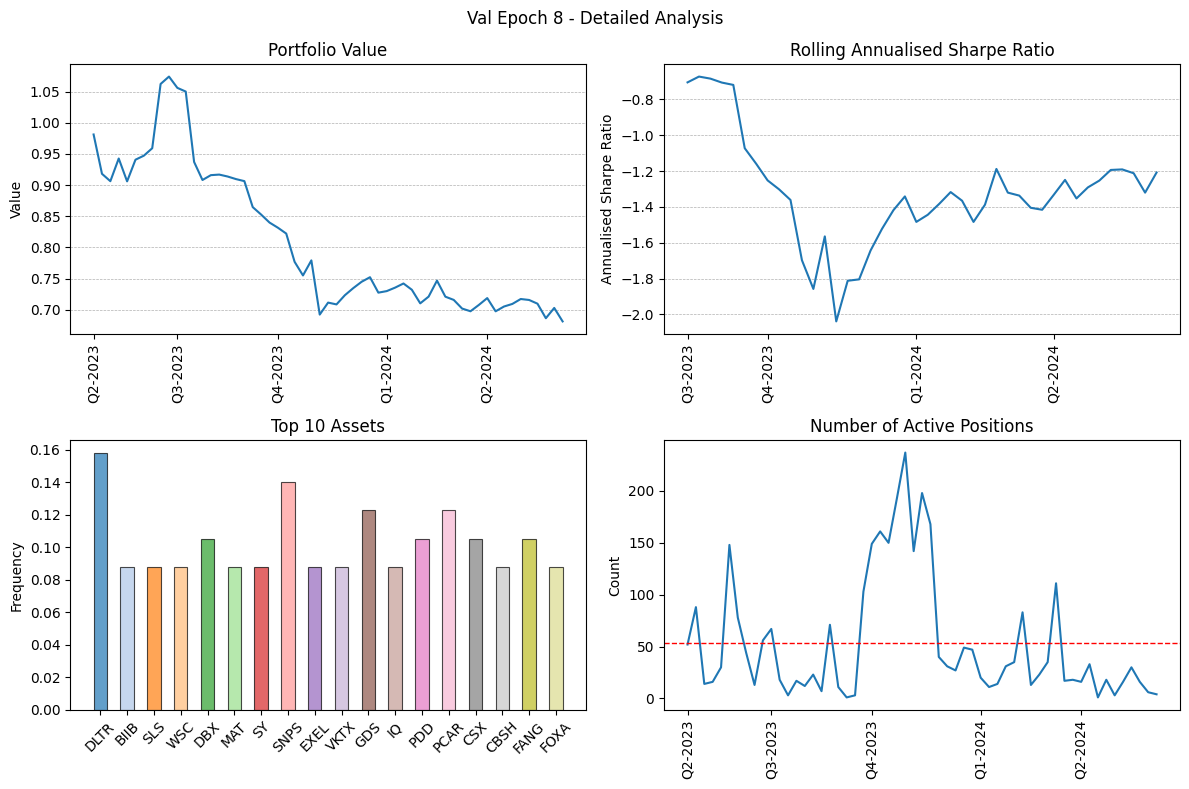 Val Epoch 8 - Detailed Analysis
Portfolio Value
Value
1.05
1.00
0.95
0.90
0.85
0.80
0.75
0.70
Q2-2023
Q3-2023
Q4-2023
Q1-2024
Q2-2024
Rolling Annualised Sharpe Ratio
Annualised Sharpe Ratio
−0.8
−1.0
−1.2
−1.4
−1.6
−1.8
−2.0
Q3-2023
Q4-2023
Q1-2024
Q2-2024
Top 10 Assets
Frequency
0.16
0.14
0.12
0.10
0.08
0.06
0.04
0.02
0.00
DLTR
BIIB
SLS
WSC
DBX
MAT
SY
SNPS
EXEL
VKTX
GDS
IQ
PDD
PCAR
CSX
CBSH
FANG
FOXA
Number of Active Positions
Count
200
150
100
50
0
Q2-2023
Q3-2023
Q4-2023
Q1-2024
Q2-2024